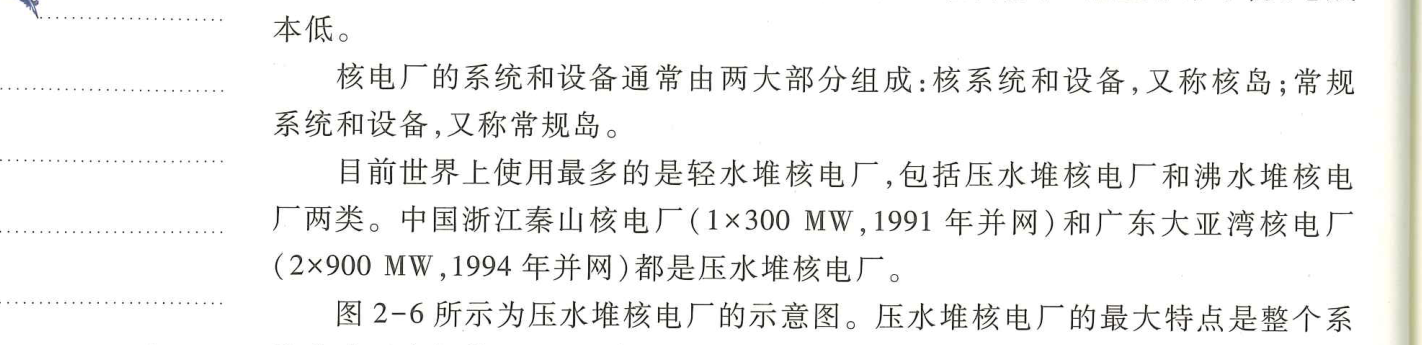 本低。
核电厂的系统和设备通常由两大部分组成:核系统和设备,又称核岛;常规
系统和设备,又称常规岛。
目前世界上使用最多的是轻水堆核电厂,包括压水堆核电厂和沸水堆核电
厂两类。中国浙江秦山核电厂(1×300 MW,1991 年并网)和广东大亚湾核电厂
(2×900 MW,1994 年并网)都是压水堆核电厂。
图 2-6 所示为压水堆核电厂的示意图。压水堆核电厂的最大特点是整个系